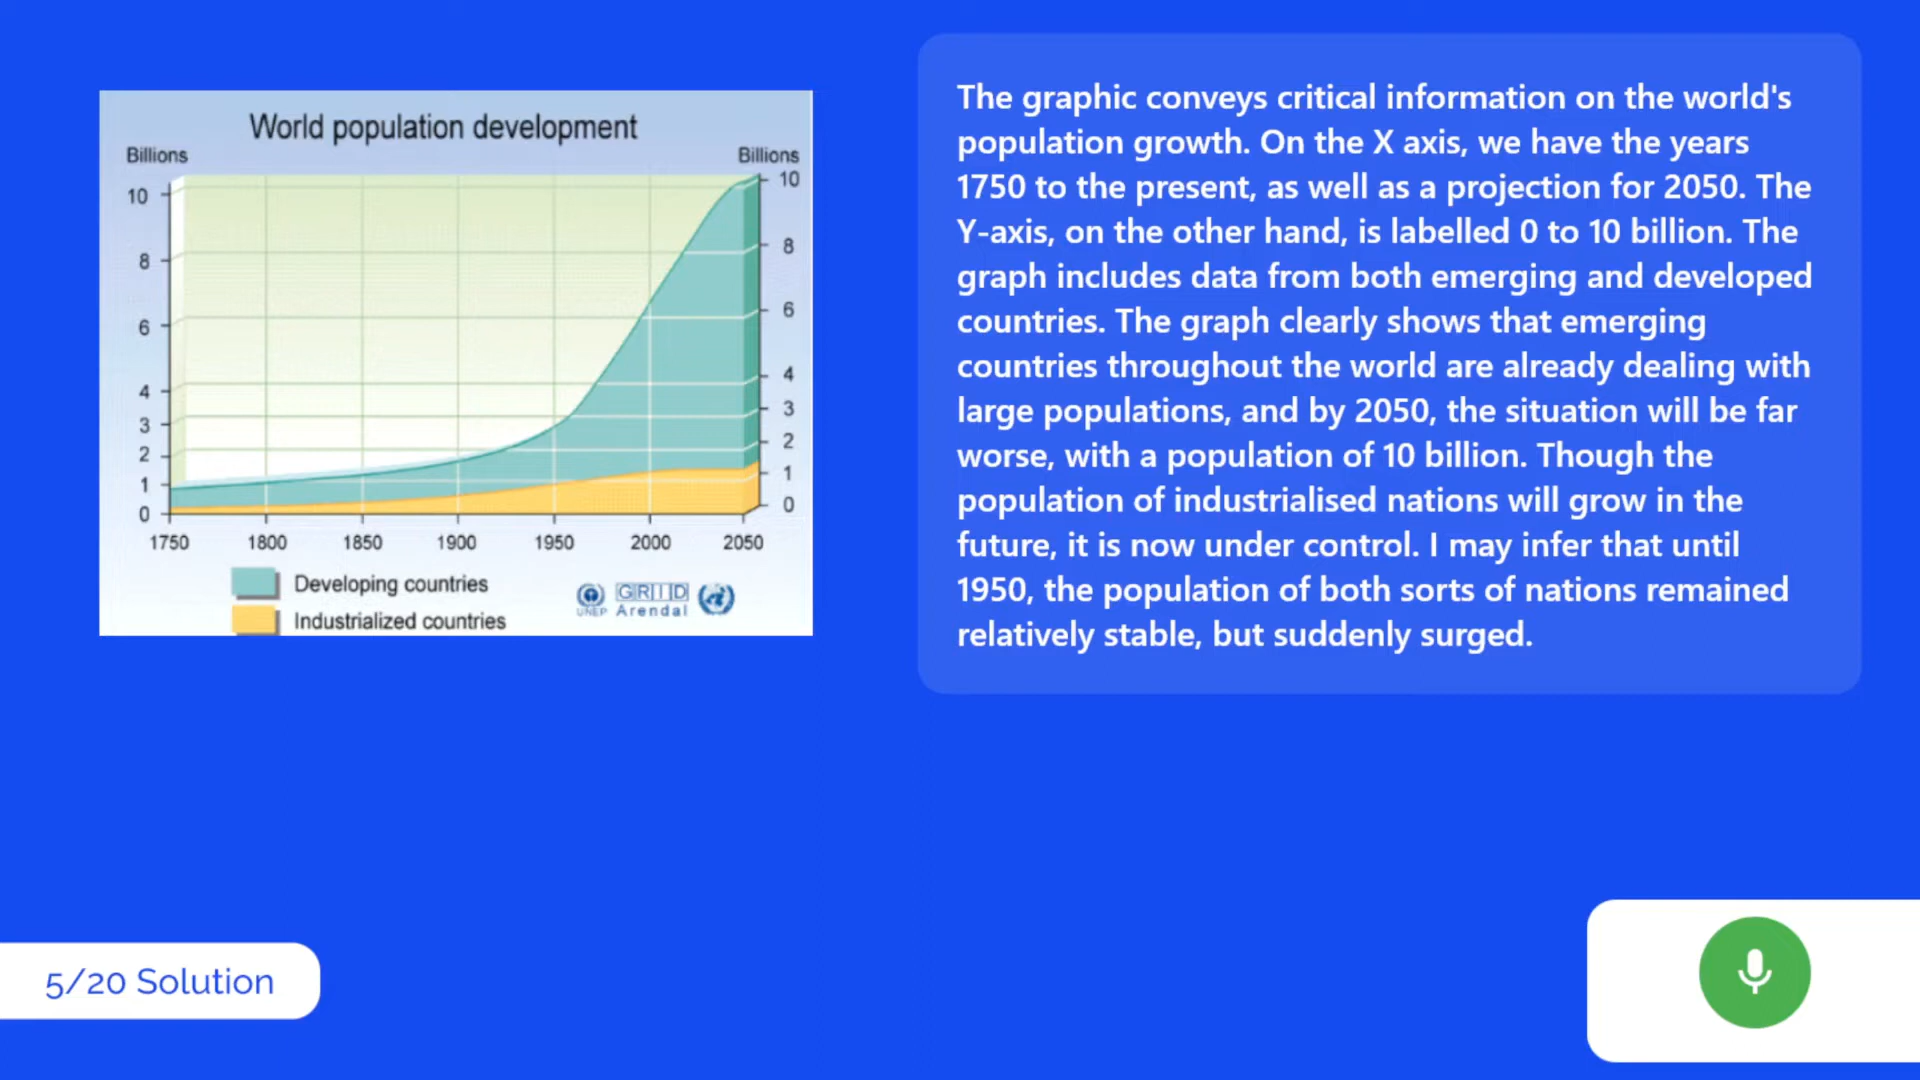 World population development
Billions
Billions
10
8
6
4
3
2
1
0
10
8
6
4
3
2
1
0
1750 1800 1850 1900 1950 2000 2050
Developing countries
Industrialized countries
UNEP
GRID
Arendal
The graphic conveys critical information on the world's
population growth. On the X axis, we have the years
1750 to the present, as well as a projection for 2050. The
Y-axis, on the other hand, is labelled 0 to 10 billion. The
graph includes data from both emerging and developed
countries. The graph clearly shows that emerging
countries throughout the world are already dealing with
large populations, and by 2050, the situation will be far
worse, with a population of 10 billion. Though the
population of industrialised nations will grow in the
future, it is now under control. I may infer that until
1950, the population of both sorts of nations remained
relatively stable, but suddenly surged.
5/20 Solution